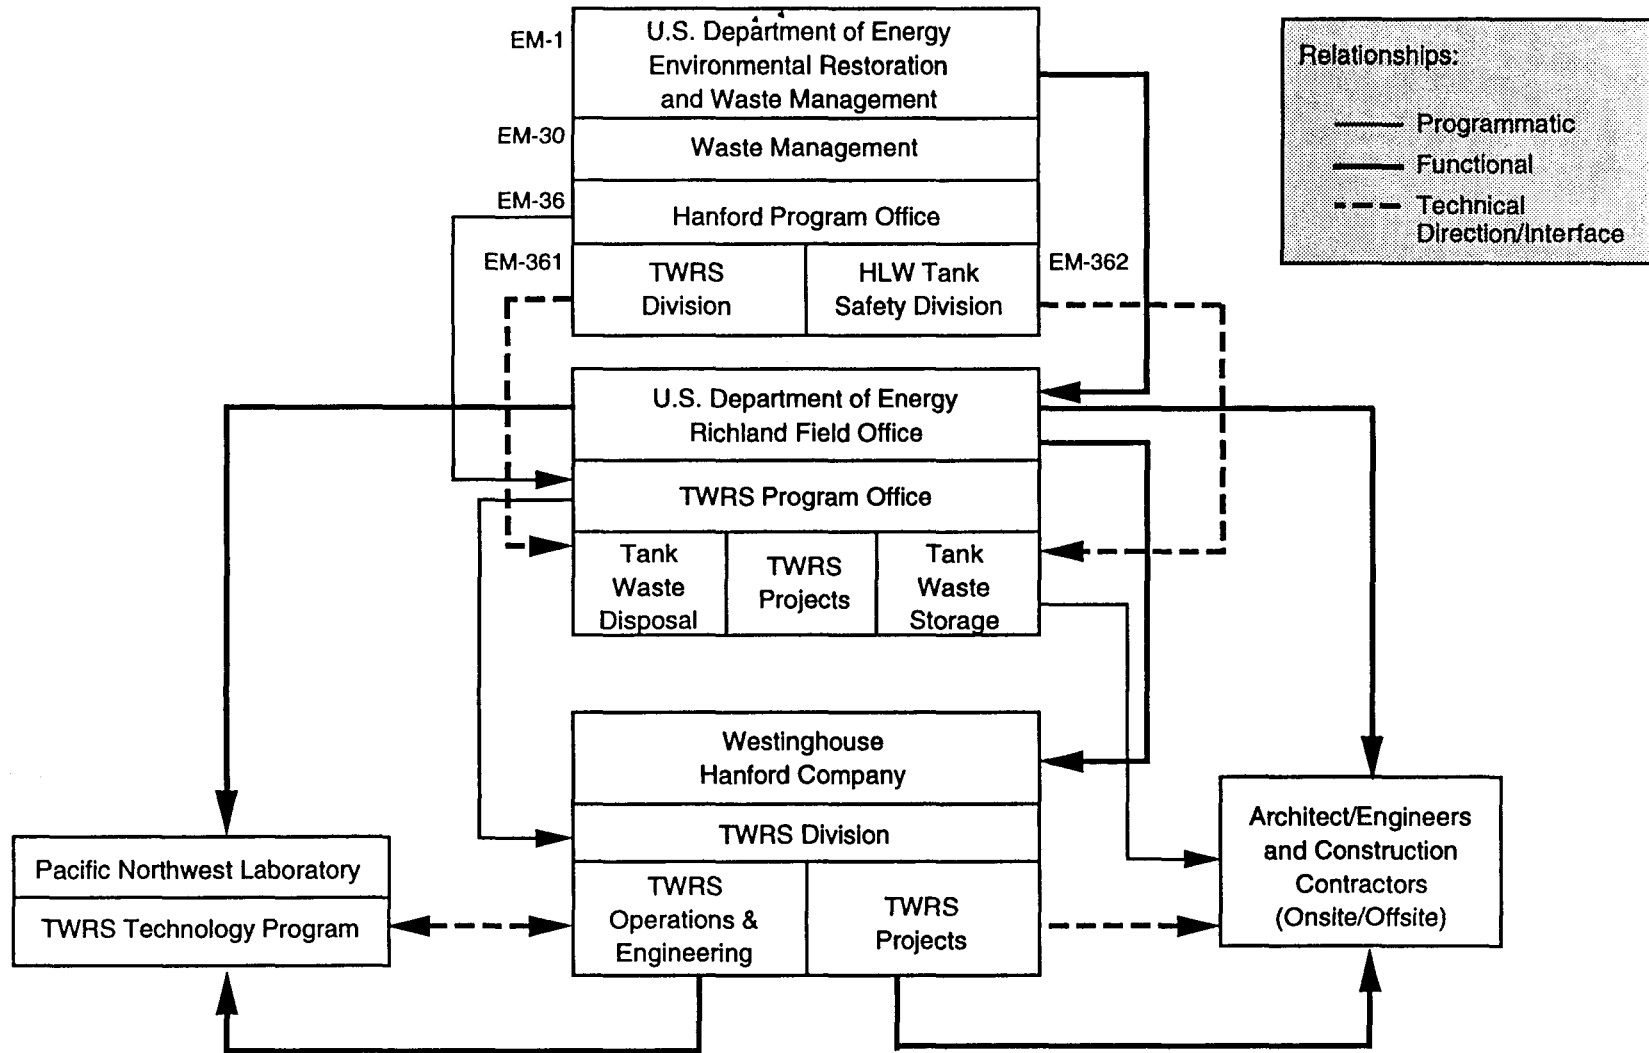 EM-1
U.S. Department of Energy
Environmental Restoration
and Waste Management
EM-30
Waste Management
EM-36
Hanford Program Office
EM-361
TWRS
Division
HLW Tank
Safety Division
EM-362
Relationships:
Programmatic
Functional
Technical
Direction/Interface
U.S. Department of Energy
Richland Field Office
TWRS Program Office
Tank
Waste
Disposal
TWRS
Projects
Tank
Waste
Storage
Westinghouse
Hanford Company
TWRS Division
TWRS
Operations &
Engineering
TWRS
Projects
Pacific Northwest Laboratory
TWRS Technology Program
Architect/Engineers
and Construction
Contractors
(Onsite/Offsite)